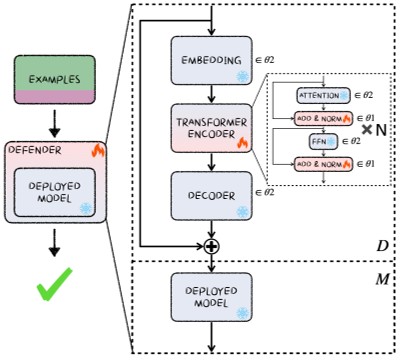 EXAMPLES
DEFENDER
DEPLOYED
MODEL
EMBEDDING
∈ θ2
TRANSFORMER
ENCODER
DECODER
∈ θ2
ATTENTION
∈ θ2
ADD & NORM
∈ θ1
× N
FFN
∈ θ2
ADD & NORM
∈ θ1
D
DEPLOYED
MODEL
M